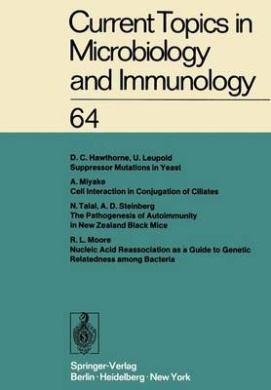 Current Topics in
Microbiology
and Immunology
64
D. C. Hawthorne, U. Leupold
Suppressor Mutations in Yeast
A. Miyake
Cell Interaction in Conjugation of Ciliates
N. Talal, A. D. Steinberg
The Pathogenesis of Autoimmunity
in New Zealand Black Mice
R. L. Moore
Nucleic Acid Reassociation as a Guide to Genetic
Relatedness among Bacteria
Springer-Verlag
Berlin · Heidelberg · New York